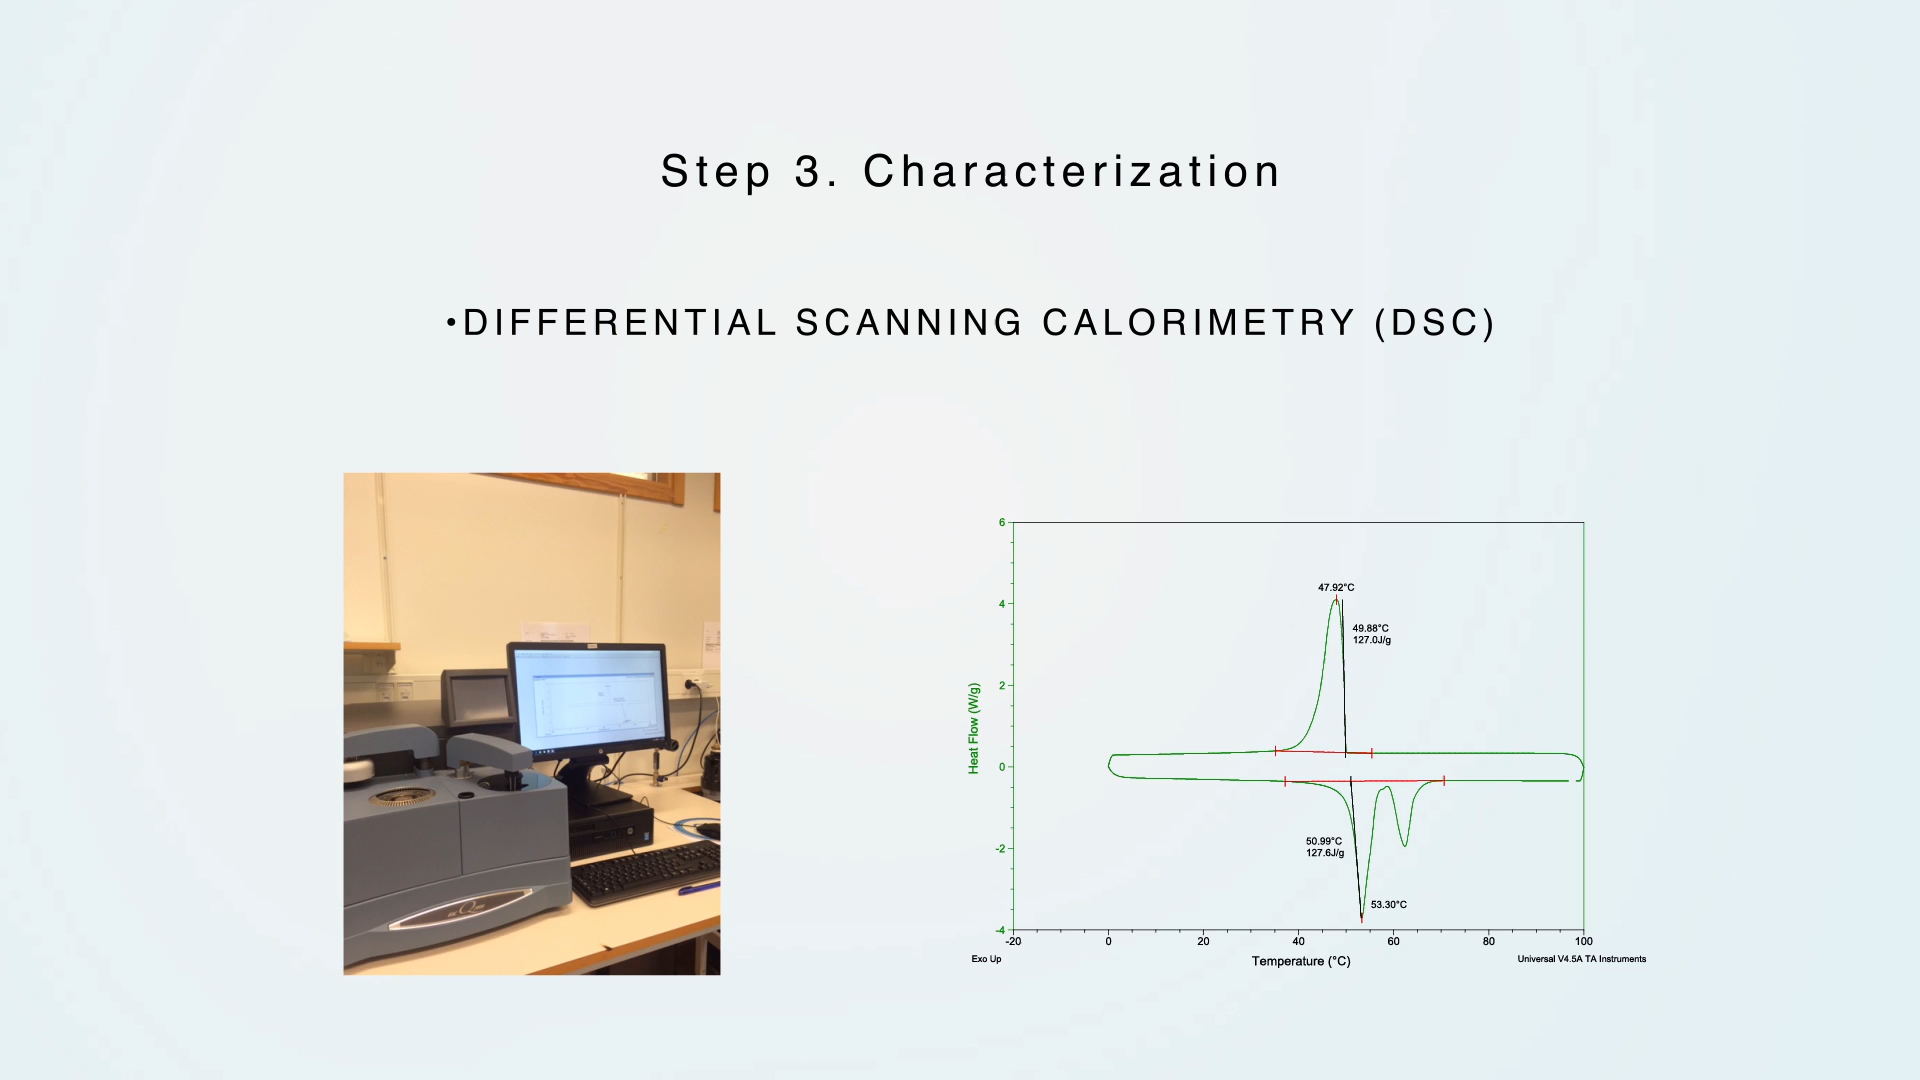 Step 3. Characterization
•DIFFERENTIAL SCANNING CALORIMETRY (DSC)
6
4
2
0
-2
-4
Heat Flow (W/g)
47.92°C
49.88°C
127.0J/g
50.99°C
127.6J/g
53.30°C
-20 0 20 40 60 80 100
Exo Up
Temperature (°C)
Universal V4.5A TA Instruments